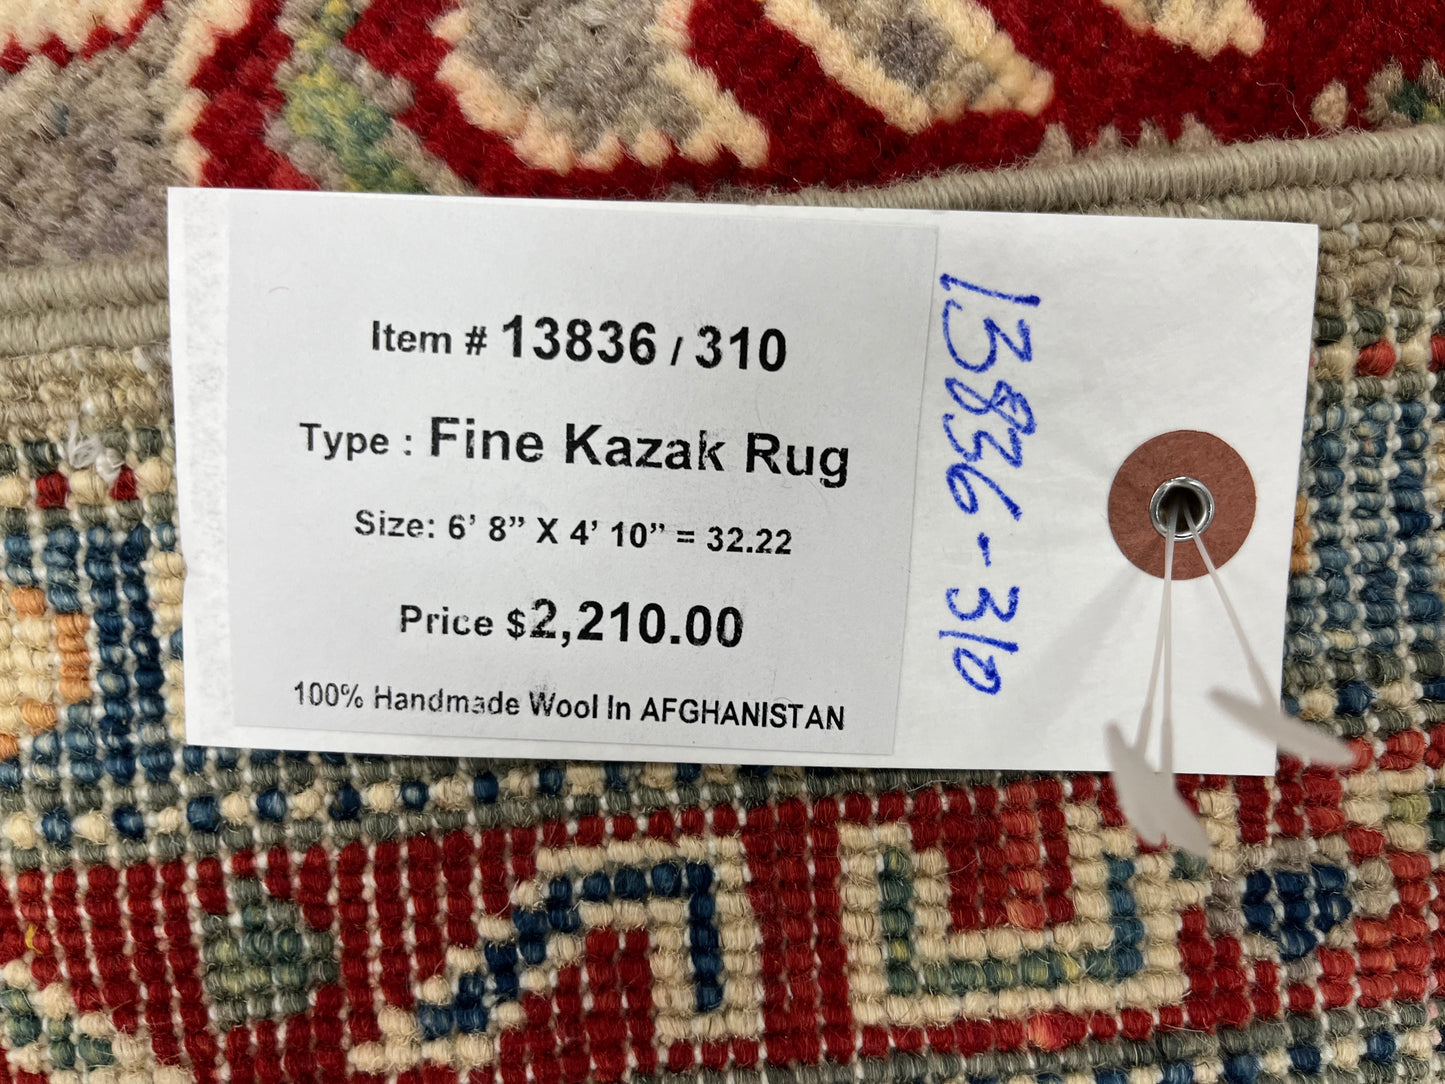 Item # 13836 / 310
Type : Fine Kazak Rug
Size: 6’ 8” X 4’ 10” = 32.22
Price $2,210.00
100% Handmade Wool In AFGHANISTAN
13836-310